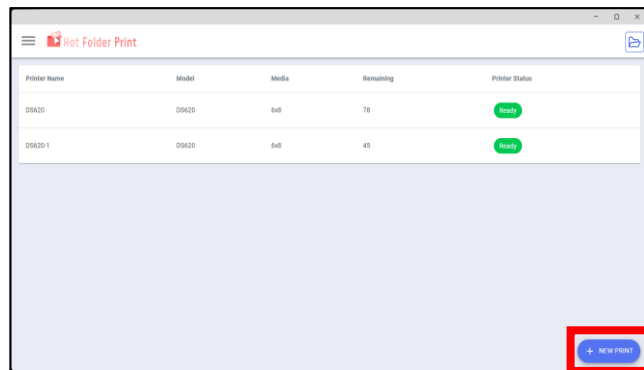 Hot Folder Print
Printer Name Model Media Remaining Printer Status
DS620 DS620 6x8 78 Ready
DS620-1 DS620 6x8 45 Ready
+ NEW PRINT